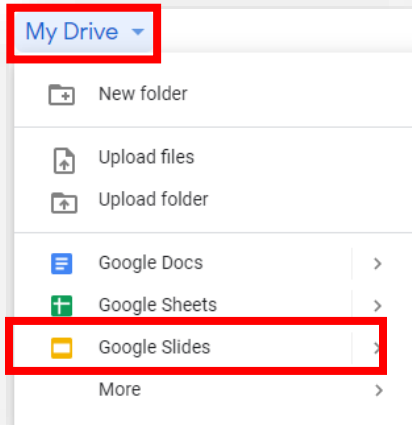 My Drive
New folder
Upload files
Upload folder
Google Docs
Google Sheets
Google Slides
More